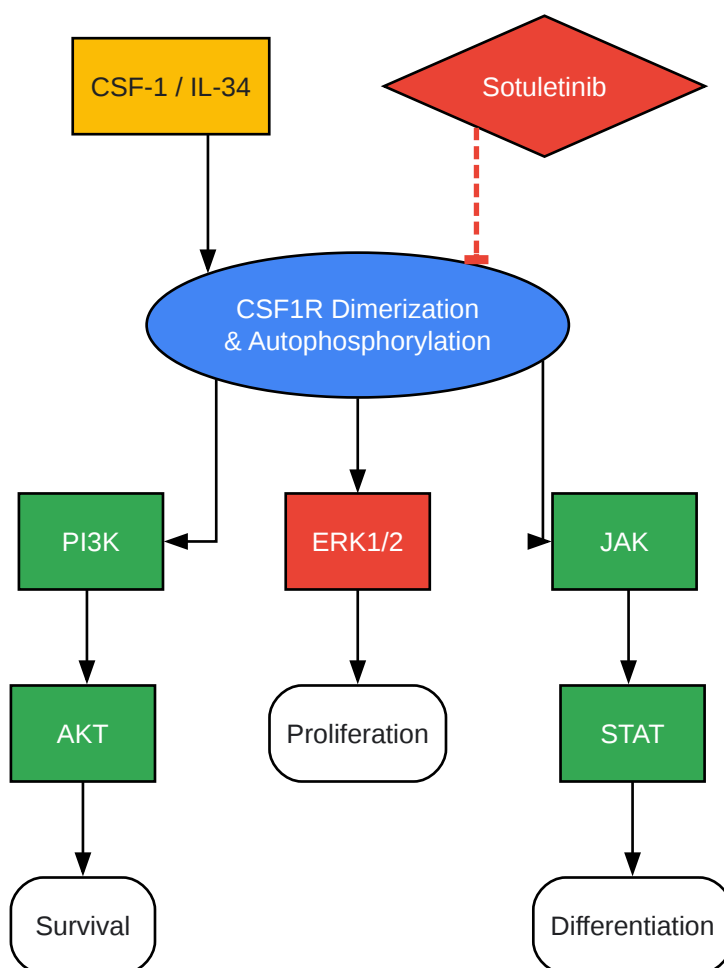 CSF-1 / IL-34
Sotuletinib
CSF1R Dimerization
& Autophosphorylation
PI3K
ERK1/2
JAK
AKT
Proliferation
STAT
Survival
Differentiation